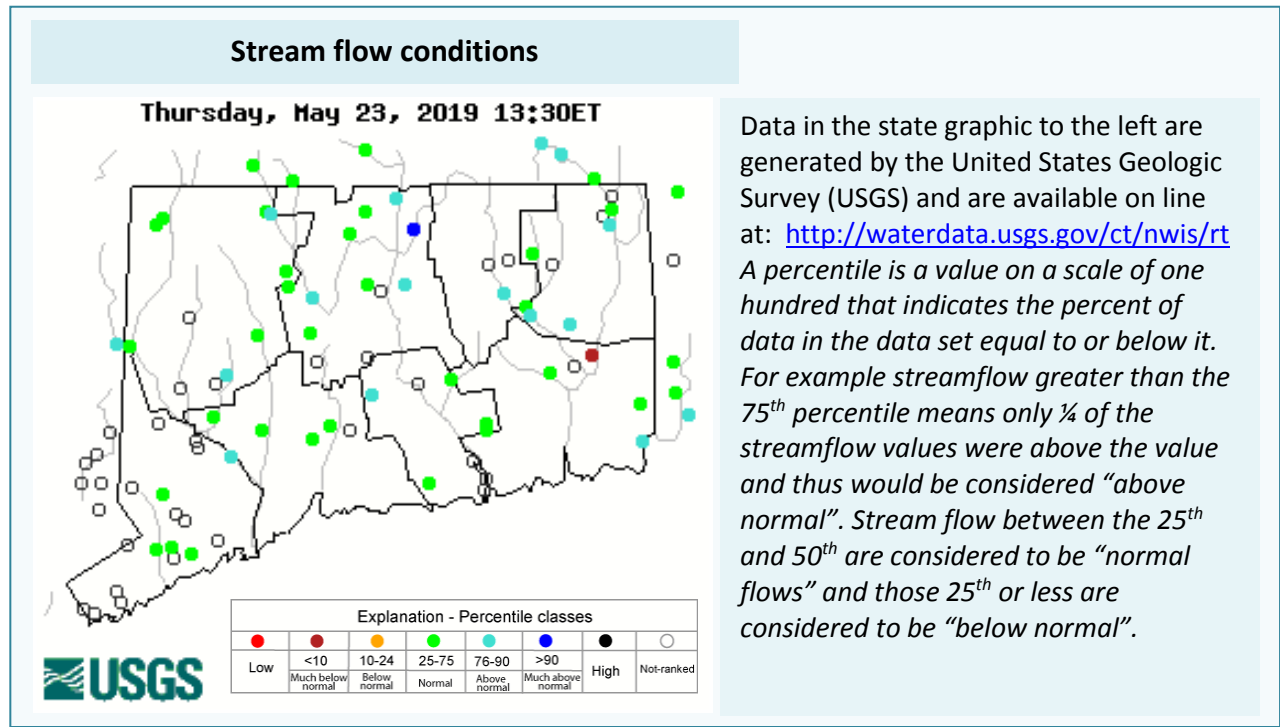 Stream flow conditions
Thursday, May 23, 2019 13:30ET
Explanation - Percentile classes
Low <10 10-24 25-75 76-90 >90 High Not-ranked
Much below normal Below normal Normal Above normal Much above normal
USGS
Data in the state graphic to the left are
generated by the United States Geologic
Survey (USGS) and are available on line
at: http://waterdata.usgs.gov/ct/nwis/rt
A percentile is a value on a scale of one
hundred that indicates the percent of
data in the data set equal to or below it.
For example streamflow greater than the
75th percentile means only ¼ of the
streamflow values were above the value
and thus would be considered “above
normal”. Stream flow between the 25th
and 50th are considered to be “normal
flows” and those 25th or less are
considered to be “below normal”.